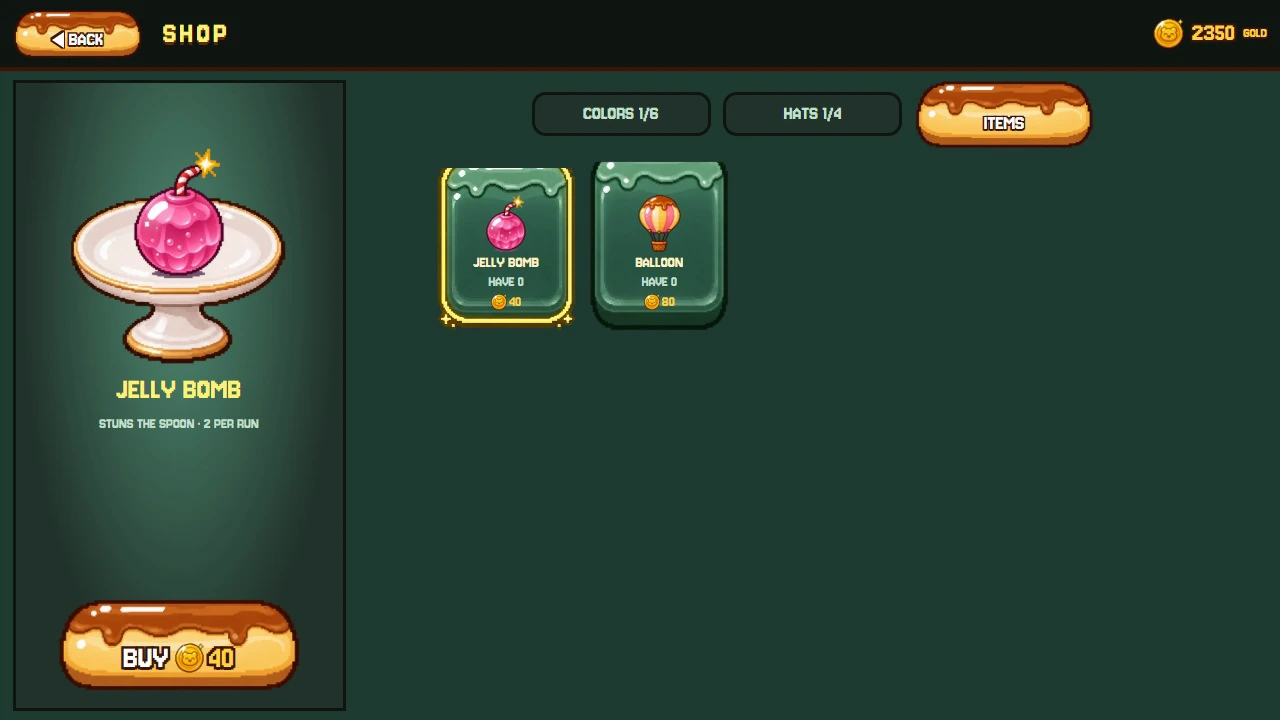 BACK
SHOP
2350 GOLD
COLORS 1/6
HATS 1/4
ITEMS
JELLY BOMB
HAVE 0
40
BALLOON
HAVE 0
80
JELLY BOMB
STUNS THE SPOON · 2 PER RUN
BUY 40